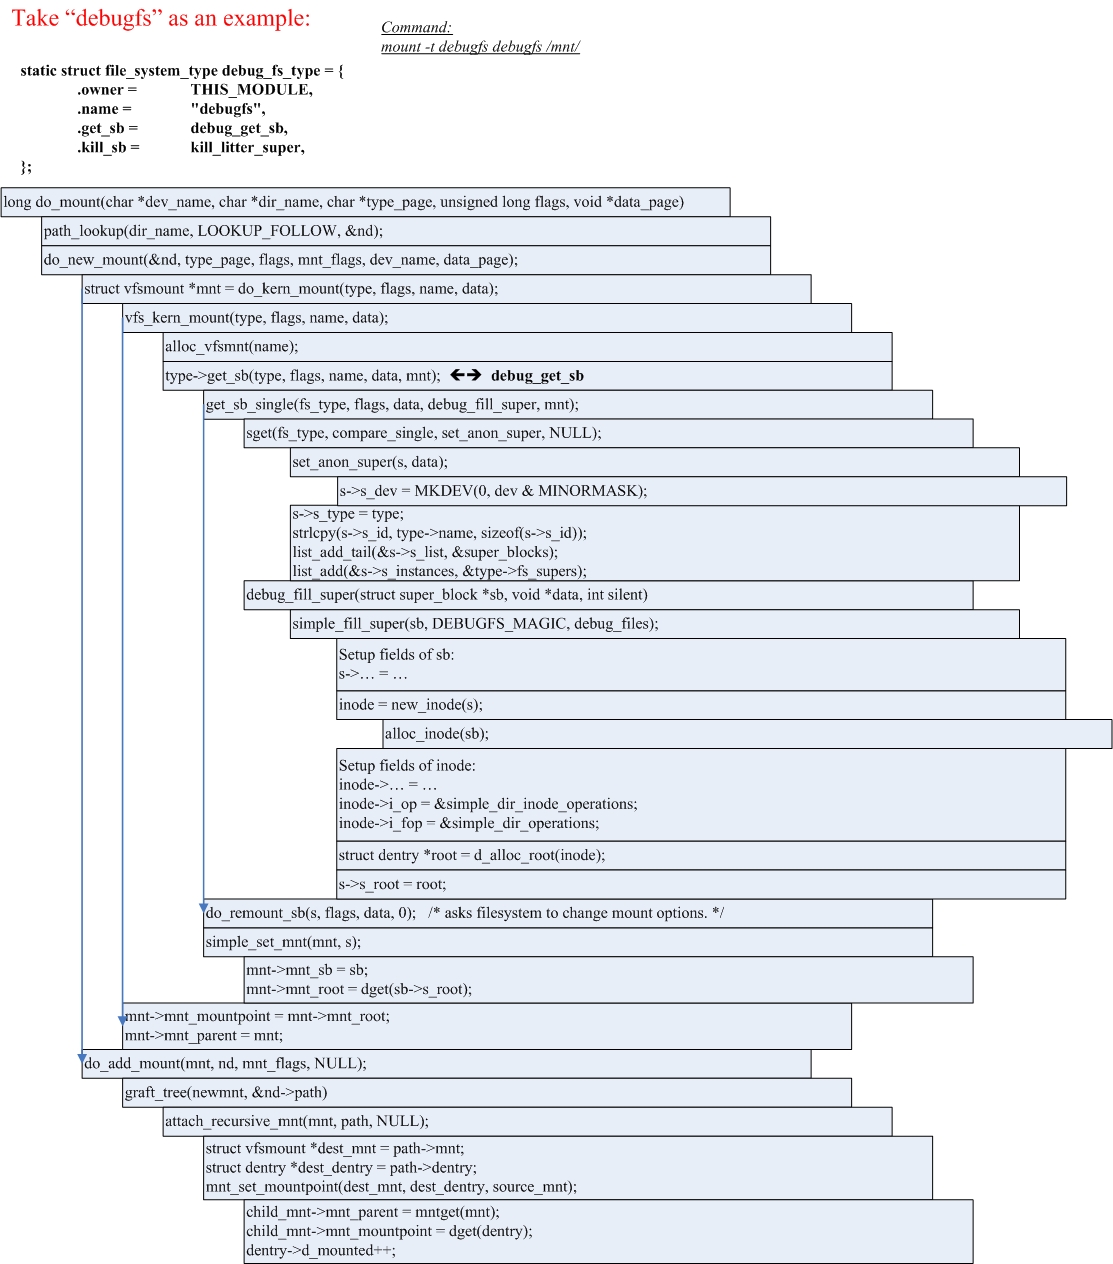 Take “debugfs” as an example:
Command:
mount -t debugfs debugfs /mnt/
static struct file_system_type debug_fs_type = {
.owner = THIS_MODULE,
.name = "debugfs",
.get_sb = debug_get_sb,
.kill_sb = kill_litter_super,
};
long do_mount(char *dev_name, char *dir_name, char *type_page, unsigned long flags, void *data_page)
path_lookup(dir_name, LOOKUP_FOLLOW, &nd);
do_new_mount(&nd, type_page, flags, mnt_flags, dev_name, data_page);
struct vfsmount *mnt = do_kern_mount(type, flags, name, data);
vfs_kern_mount(type, flags, name, data);
alloc_vfsmnt(name);
type->get_sb(type, flags, name, data, mnt); ←→ debug_get_sb
get_sb_single(fs_type, flags, data, debug_fill_super, mnt);
sget(fs_type, compare_single, set_anon_super, NULL);
set_anon_super(s, data);
s->s_dev = MKDEV(0, dev & MINORMASK);
s->s_type = type;
strlcpy(s->s_id, type->name, sizeof(s->s_id));
list_add_tail(&s->s_list, &super_blocks);
list_add(&s->s_instances, &type->fs_supers);
debug_fill_super(struct super_block *sb, void *data, int silent)
simple_fill_super(sb, DEBUGFS_MAGIC, debug_files);
Setup fields of sb:
s->… = …
inode = new_inode(s);
alloc_inode(sb);
Setup fields of inode:
inode->… = …
inode->i_op = &simple_dir_inode_operations;
inode->i_fop = &simple_dir_operations;
struct dentry *root = d_alloc_root(inode);
s->s_root = root;
do_remount_sb(s, flags, data, 0); /* asks filesystem to change mount options. */
simple_set_mnt(mnt, s);
mnt->mnt_sb = sb;
mnt->mnt_root = dget(sb->s_root);
mnt->mnt_mountpoint = mnt->mnt_root;
mnt->mnt_parent = mnt;
do_add_mount(mnt, nd, mnt_flags, NULL);
graft_tree(newmnt, &nd->path)
attach_recursive_mnt(mnt, path, NULL);
struct vfsmount *dest_mnt = path->mnt;
struct dentry *dest_dentry = path->dentry;
mnt_set_mountpoint(dest_mnt, dest_dentry, source_mnt);
child_mnt->mnt_parent = mntget(mnt);
child_mnt->mnt_mountpoint = dget(dentry);
dentry->d_mounted++;